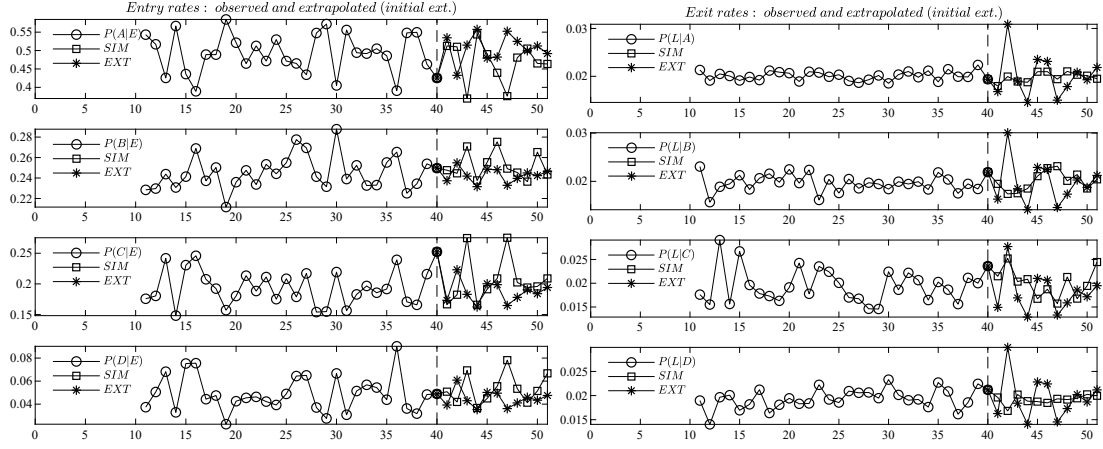 Entry rates : observed and extrapolated (initial ext.)
0.55
0.5
0.45
0.4
P(A|E)
SIM
EXT
0 5 10 15 20 25 30 35 40 45 50
0.28
0.26
0.24
0.22
P(B|E)
SIM
EXT
0 5 10 15 20 25 30 35 40 45 50
0.25
0.2
0.15
P(C|E)
SIM
EXT
0 5 10 15 20 25 30 35 40 45 50
0.08
0.06
0.04
P(D|E)
SIM
EXT
0 5 10 15 20 25 30 35 40 45 50
Exit rates : observed and extrapolated (initial ext.)
0.03
0.02
P(L|A)
SIM
EXT
0 5 10 15 20 25 30 35 40 45 50
0.03
0.02
P(L|B)
SIM
EXT
0 5 10 15 20 25 30 35 40 45 50
0.025
0.02
0.015
P(L|C)
SIM
EXT
0 5 10 15 20 25 30 35 40 45 50
0.03
0.025
0.02
0.015
P(L|D)
SIM
EXT
0 5 10 15 20 25 30 35 40 45 50